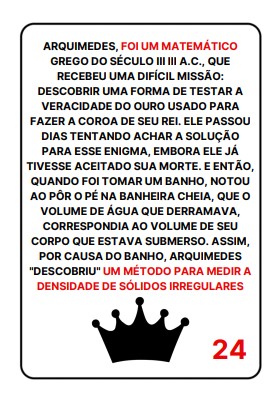 ARQUIMEDES, FOI UM MATEMÁTICO
GREGO DO SÉCULO III III A.C., QUE
RECEBEU UMA DIFÍCIL MISSÃO:
DESCOBRIR UMA FORMA DE TESTAR A
VERACIDADE DO OURO USADO PARA
FAZER A COROA DE SEU REI. ELE PASSOU
DIAS TENTANDO ACHAR A SOLUÇÃO
PARA ESSE ENIGMA, EMBORA ELE JÁ
TIVESSE ACEITADO SUA MORTE. E ENTÃO,
QUANDO FOI TOMAR UM BANHO, NOTOU
AO PÔR O PÉ NA BANHEIRA CHEIA, QUE O
VOLUME DE ÁGUA QUE DERRAMAVA,
CORRESPONDIA AO VOLUME DE SEU
CORPO QUE ESTAVA SUBMERSO. ASSIM,
POR CAUSA DO BANHO, ARQUIMEDES
"DESCOBRIU" UM MÉTODO PARA MEDIR A
DENSIDADE DE SÓLIDOS IRREGULARES
24